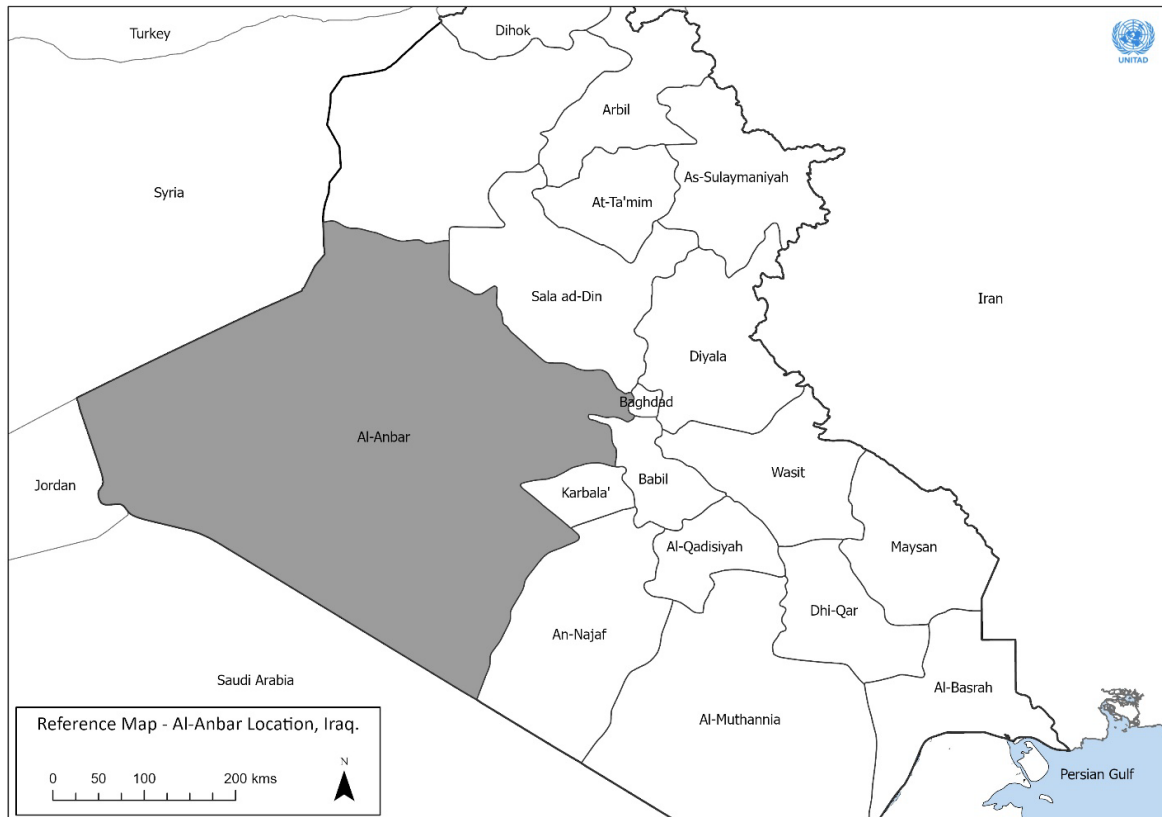 Turkey
Dihok
UNITAD
Arbil
Syria
As-Sulaymaniyah
At-Ta'mim
Sala ad-Din
Iran
Diyala
Baghdad
Al-Anbar
Wasit
Jordan
Babil
Karbala'
Al-Qadisiyah
Maysan
Dhi-Qar
An-Najaf
Saudi Arabia
Al-Basrah
Al-Muthannia
Reference Map - Al-Anbar Location, Iraq.
N
0 50 100 200 kms
Persian Gulf